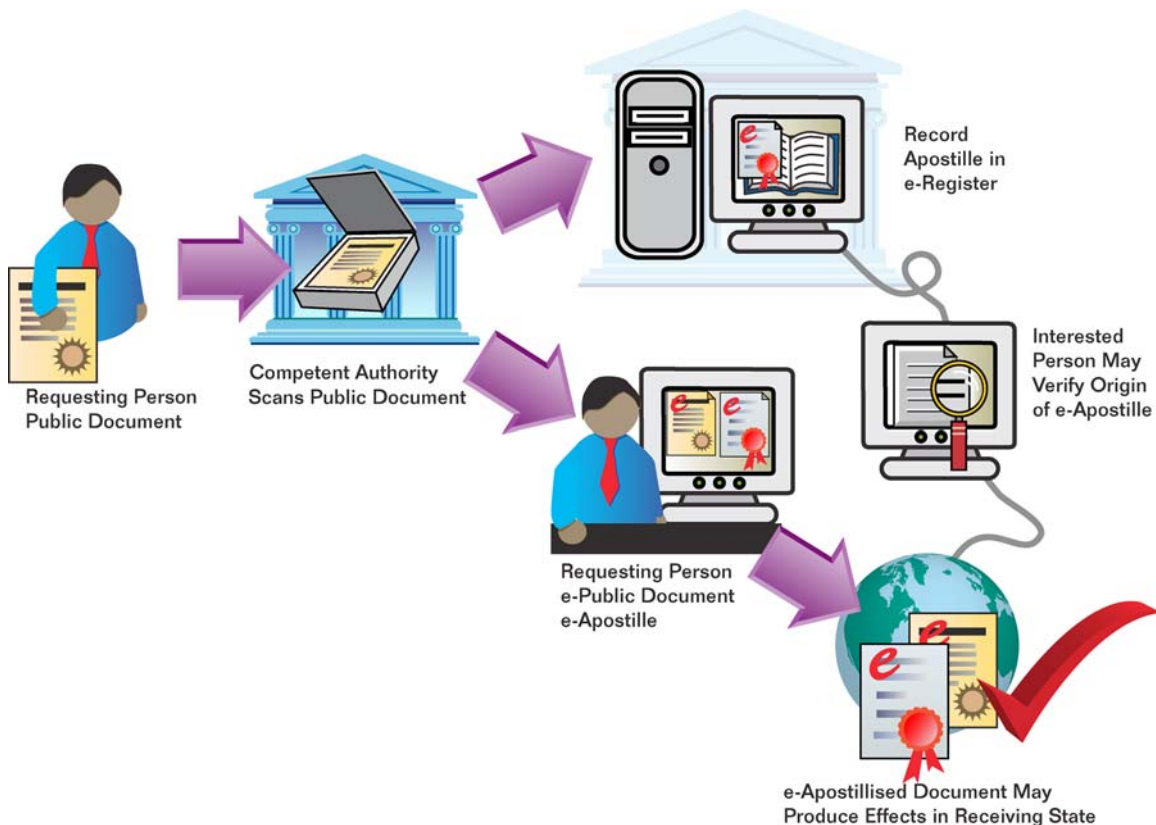 Record
Apostille in
e-Register
Requesting Person
Public Document
Competent Authority
Scans Public Document
Interested
Person May
Verify Origin
of e-Apostille
Requesting Person
e-Public Document
e-Apostille
e
e
e
e
e
e-Apostillised Document May
Produce Effects in Receiving State